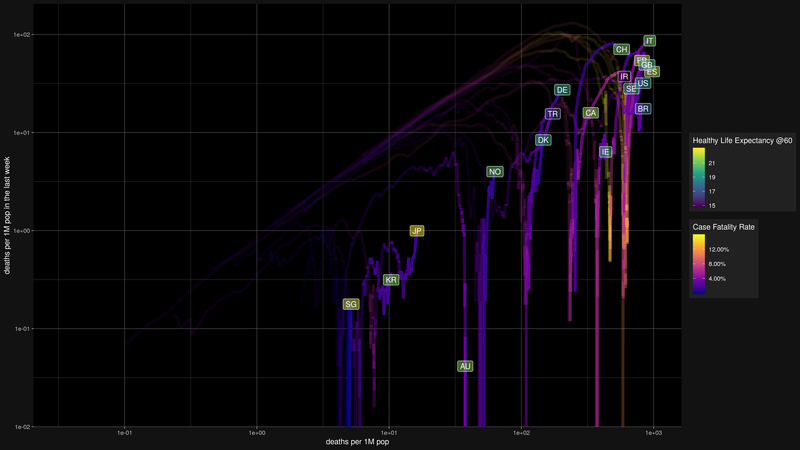 1e+02
1e+01
1e+00
1e-01
1e-02
deaths per 1M pop in the last week
IT
CH
GB
ES
IR
US
SE
DE
BR
TR
CA
DK
IE
NO
JP
KR
SG
AU
1e-01
1e+00
1e+01
1e+02
1e+03
deaths per 1M pop
Healthy Life Expectancy @60
21
19
17
15
Case Fatality Rate
12.00%
8.00%
4.00%